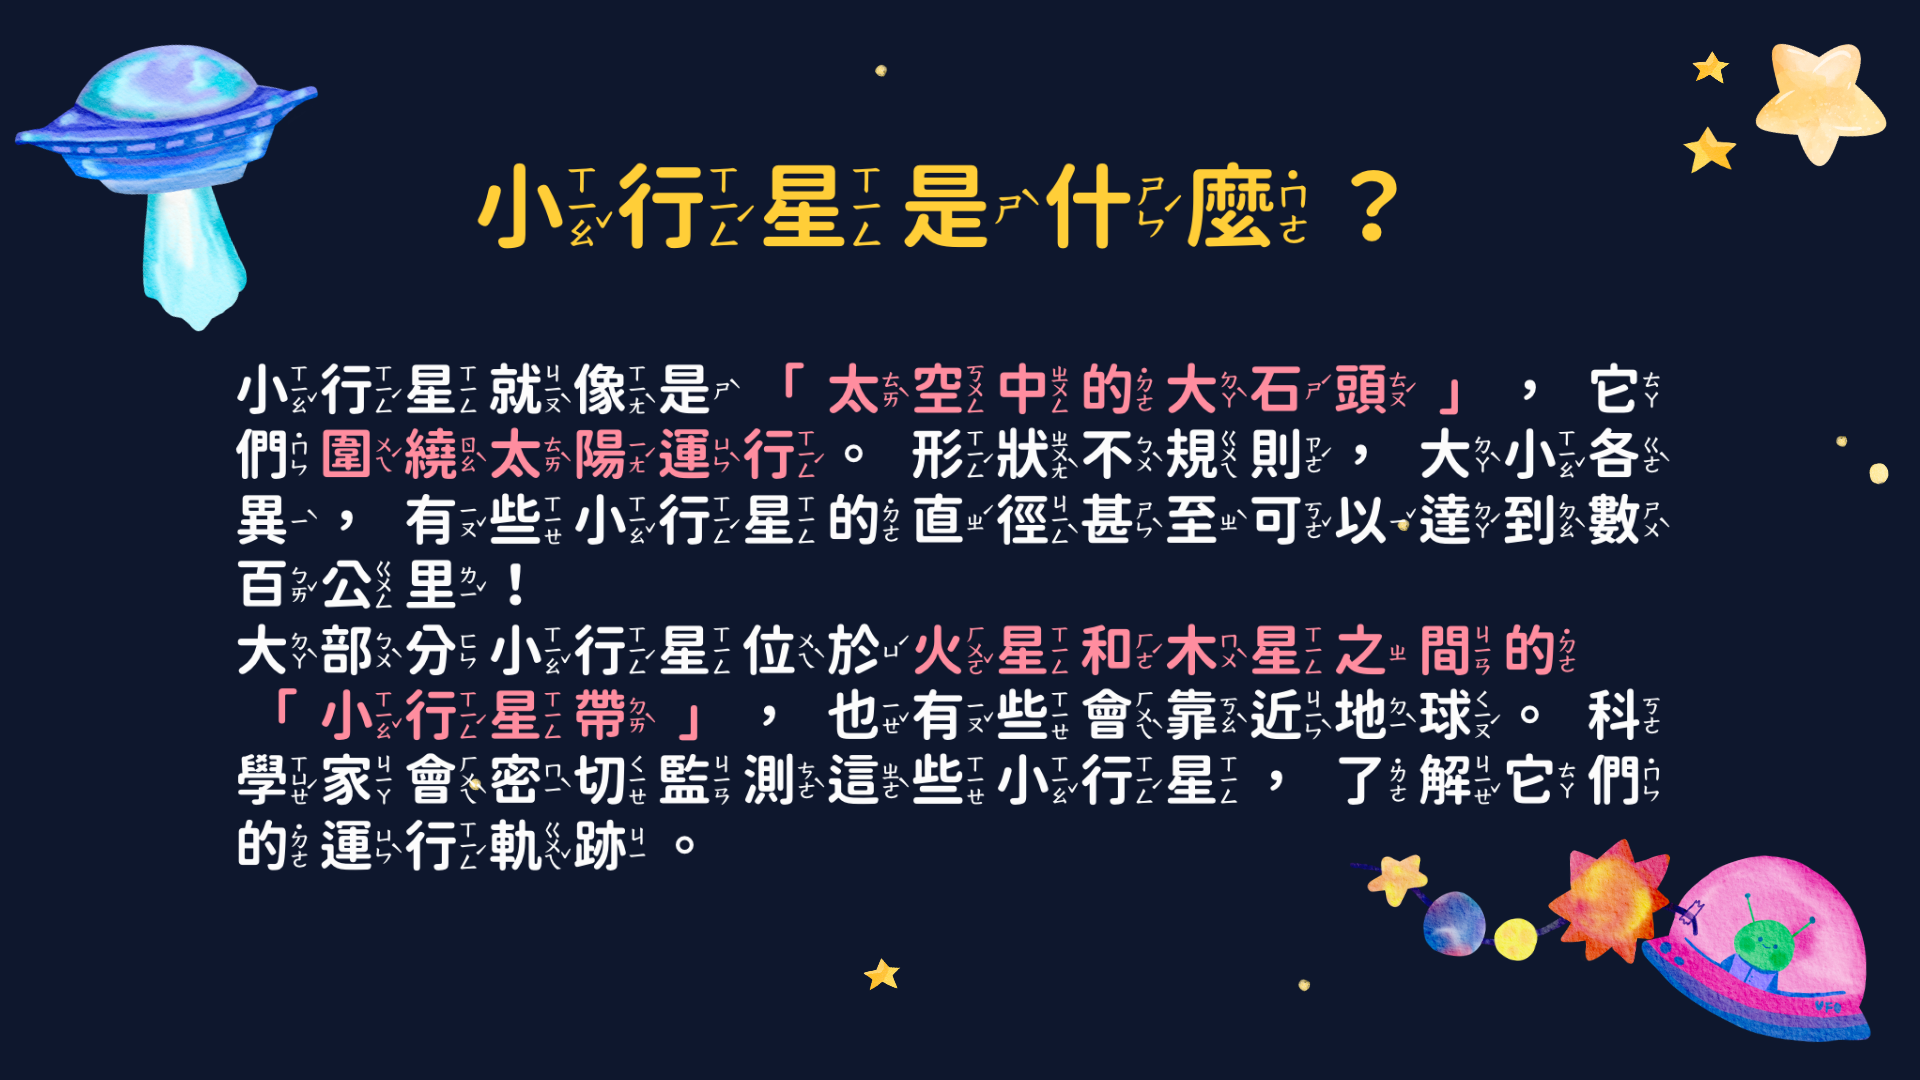 小行星是什麼？
小行星就像是「太空中的大石頭」，它
們圍繞太陽運行。形狀不規則，大小各
異，有些小行星的直徑甚至可以達到數
百公里！
大部分小行星位於火星和木星之間的
「小行星帶」，也有些會靠近地球。科
學家會密切監測這些小行星，了解它們
的運行軌跡。
UFO